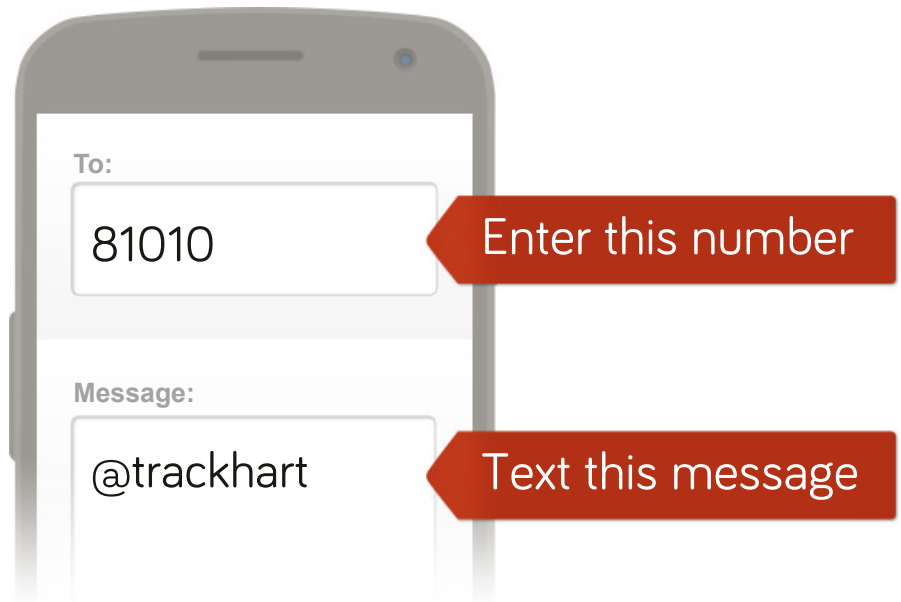 To:
81010
Enter this number
Message:
@trackhart
Text this message